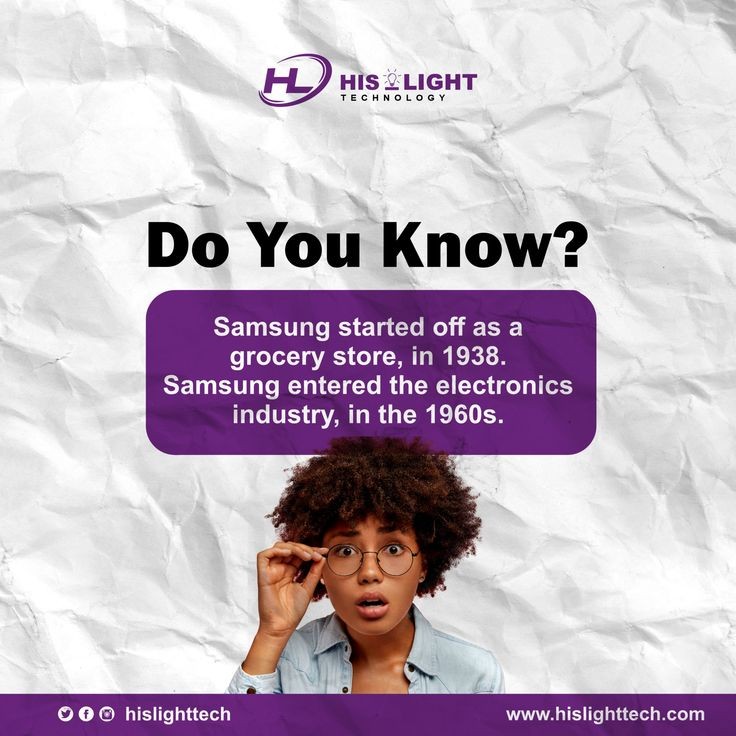 HL HIS LIGHT
TECHNOLOGY
Do You Know?
Samsung started off as a
grocery store, in 1938.
Samsung entered the electronics
industry, in the 1960s.
hislighttech
www.hislighttech.com